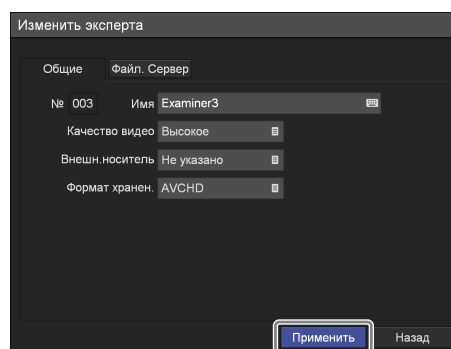 Изменить эксперта
Общие Файл. Сервер
№ 003 Имя Examiner3
Качество видео Высокое
Внешн.носитель Не указано
Формат хранен. AVCHD
Применить Назад